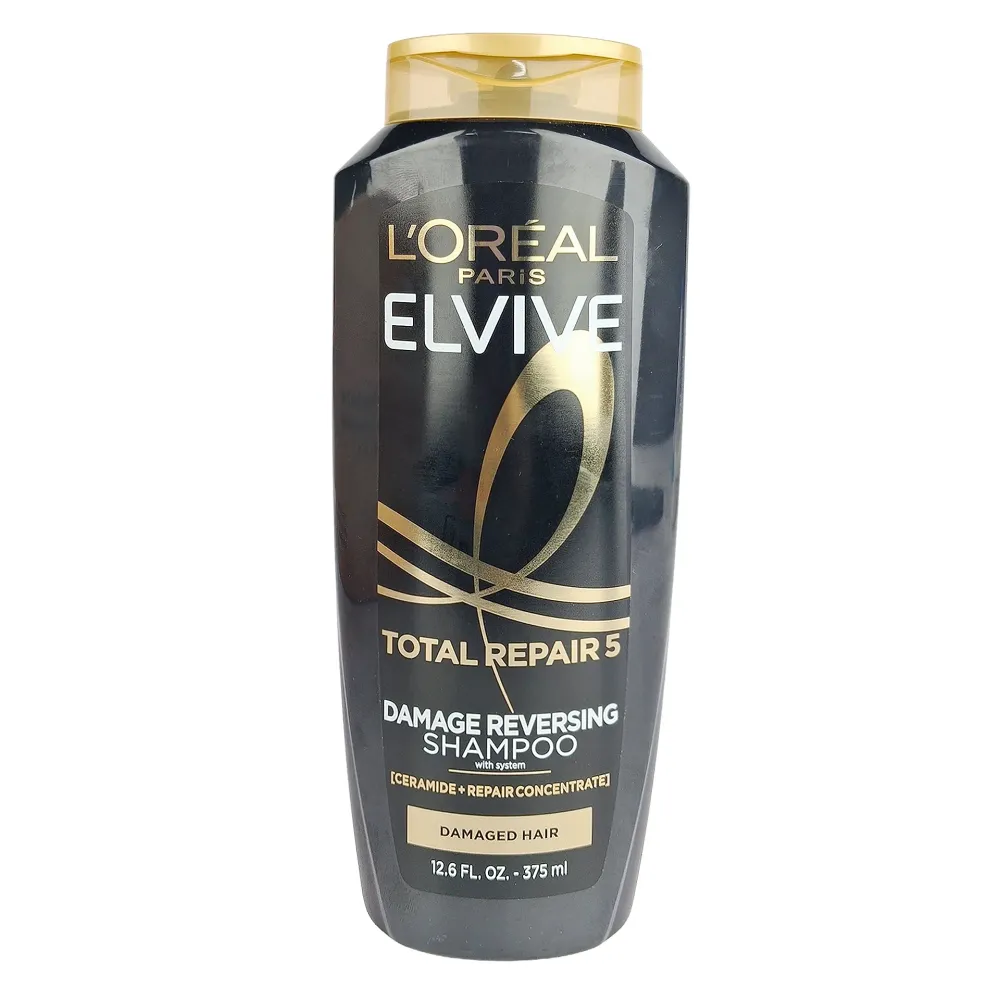 L'ORÉAL
PARiS
ELVIVE
TOTAL REPAIR 5
DAMAGE REVERSING
SHAMPOO
with system
[CERAMIDE + REPAIR CONCENTRATE]
DAMAGED HAIR
12.6 FL. OZ. - 375 ml